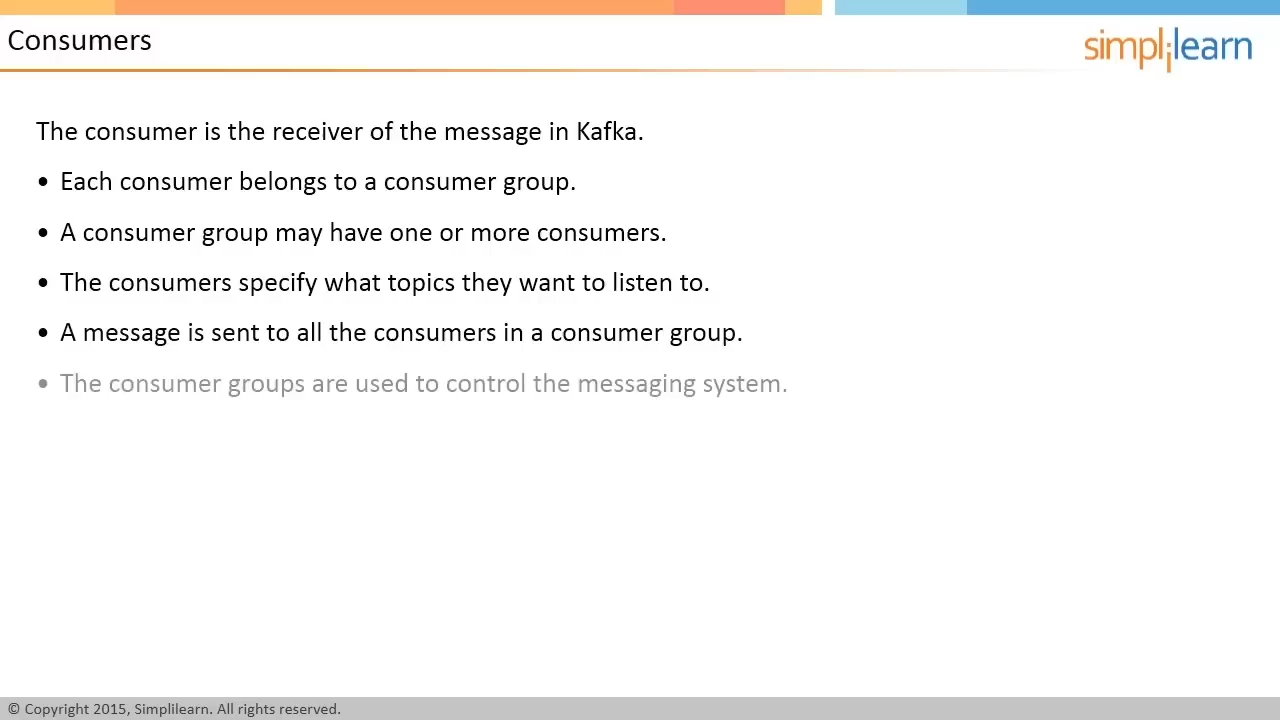 Consumers
simplilearn
The consumer is the receiver of the message in Kafka.
• Each consumer belongs to a consumer group.
• A consumer group may have one or more consumers.
• The consumers specify what topics they want to listen to.
• A message is sent to all the consumers in a consumer group.
• The consumer groups are used to control the messaging system.
© Copyright 2015, Simplilearn. All rights reserved.